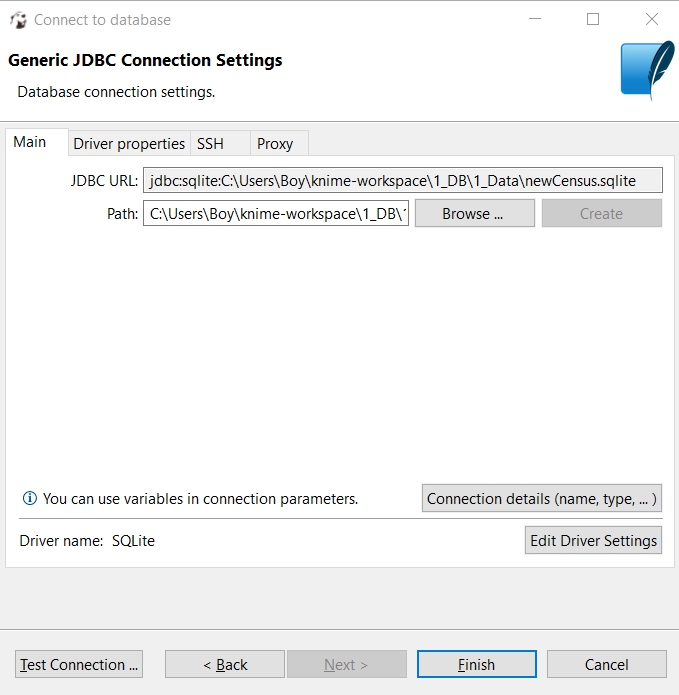 Connect to database
Generic JDBC Connection Settings
Database connection settings.
Main Driver properties SSH Proxy
JDBC URL: jdbc:sqlite:C:\Users\Boy\knime-workspace\1_DB\1_Data\newCensus.sqlite
Path: C:\Users\Boy\knime-workspace\1_DB\ Browse ... Create
You can use variables in connection parameters. Connection details (name, type, ... )
Driver name: SQLite Edit Driver Settings
Test Connection ... < Back Next > Finish Cancel